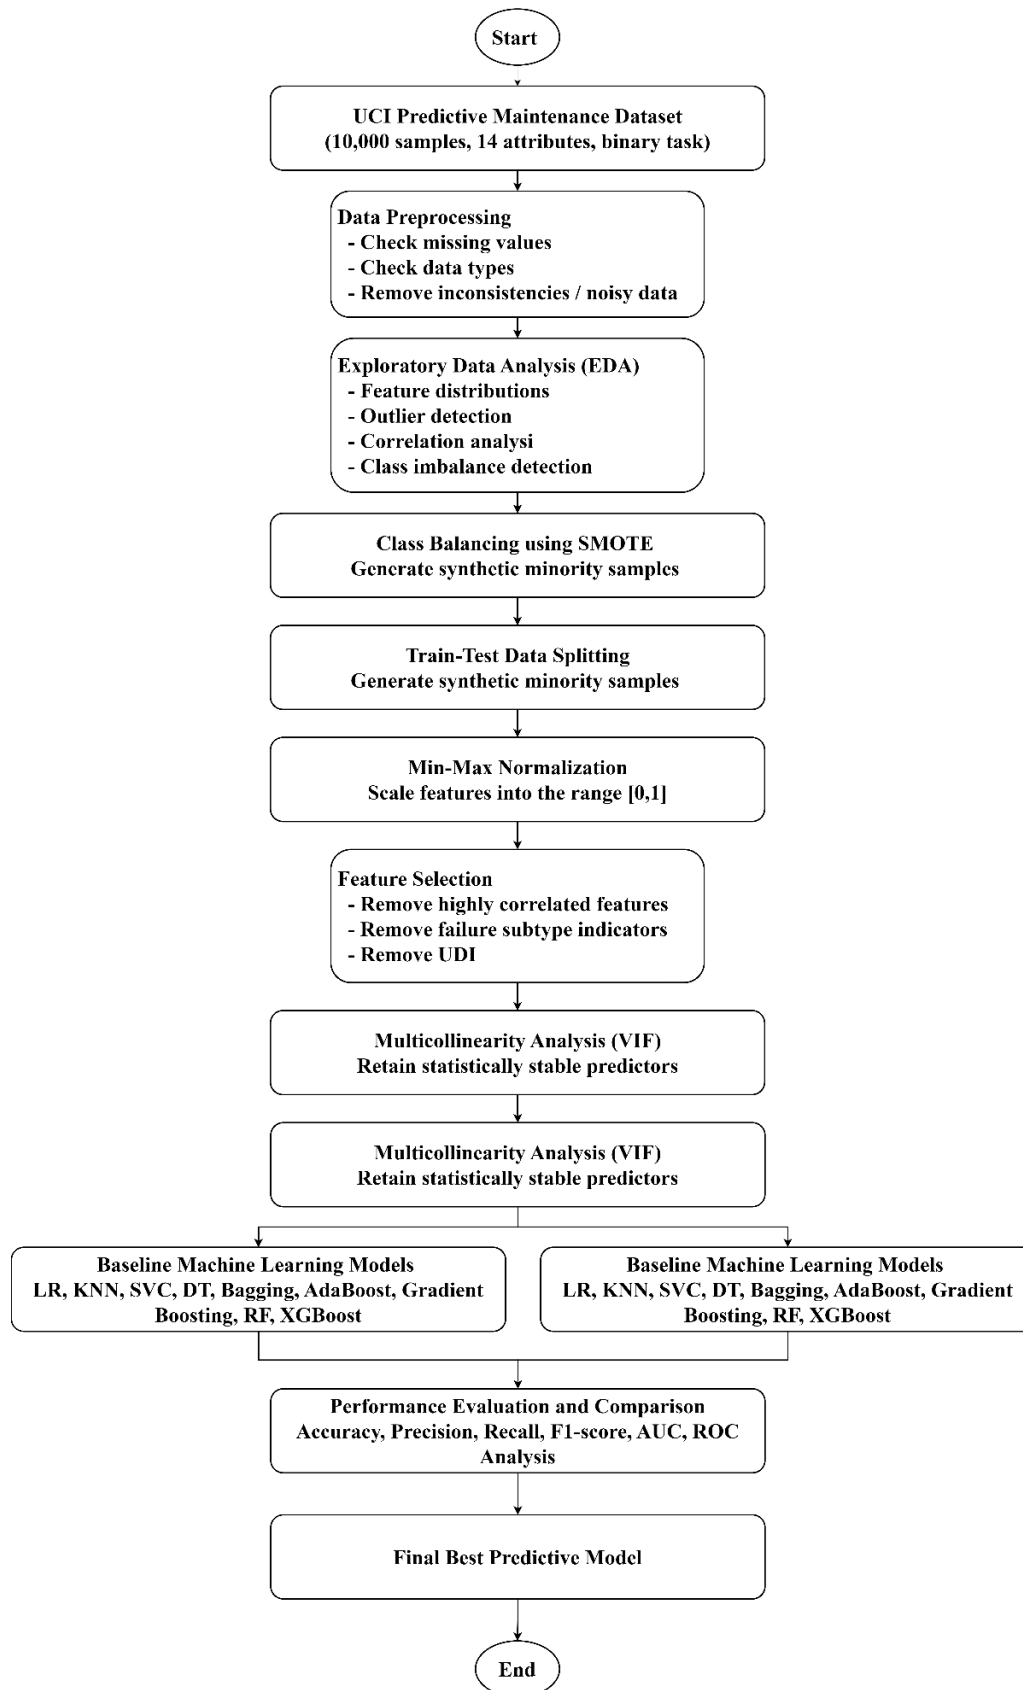 Start
UCI Predictive Maintenance Dataset
(10,000 samples, 14 attributes, binary task)
Data Preprocessing
- Check missing values
- Check data types
- Remove inconsistencies / noisy data
Exploratory Data Analysis (EDA)
- Feature distributions
- Outlier detection
- Correlation analysi
- Class imbalance detection
Class Balancing using SMOTE
Generate synthetic minority samples
Train-Test Data Splitting
Generate synthetic minority samples
Min-Max Normalization
Scale features into the range [0,1]
Feature Selection
- Remove highly correlated features
- Remove failure subtype indicators
- Remove UDI
Multicollinearity Analysis (VIF)
Retain statistically stable predictors
Multicollinearity Analysis (VIF)
Retain statistically stable predictors
Baseline Machine Learning Models
LR, KNN, SVC, DT, Bagging, AdaBoost, Gradient
Boosting, RF, XGBoost
Baseline Machine Learning Models
LR, KNN, SVC, DT, Bagging, AdaBoost, Gradient
Boosting, RF, XGBoost
Performance Evaluation and Comparison
Accuracy, Precision, Recall, F1-score, AUC, ROC
Analysis
Final Best Predictive Model
End